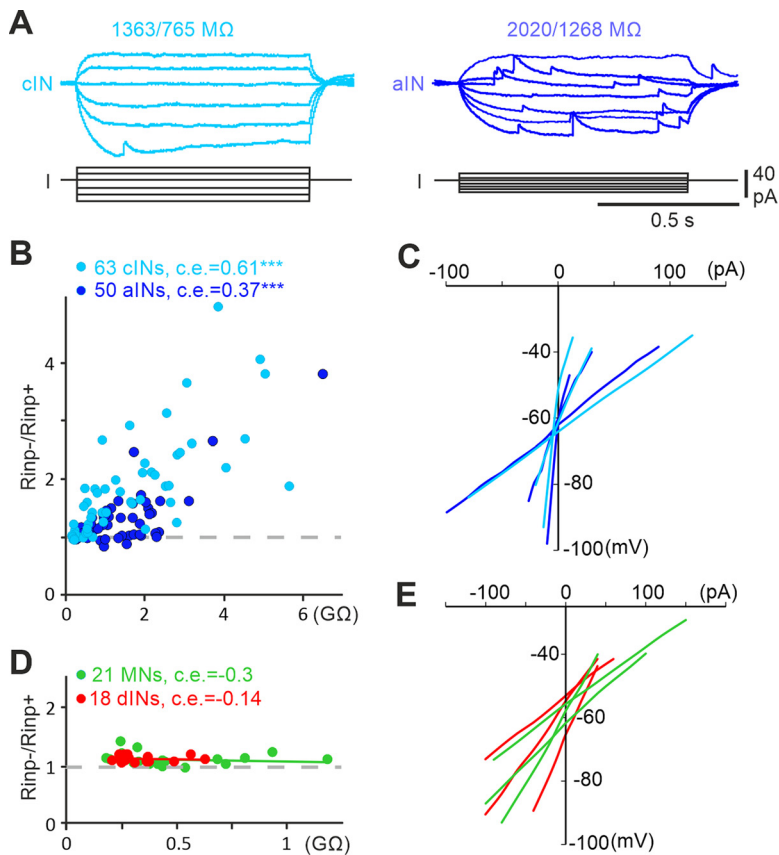 A
1363/765 MΩ
2020/1268 MΩ
cIN
aIN
I
I
40
pA
0.5 s
B
63 cINs, c.e.=0.61***
50 aINs, c.e.=0.37***
4
2
1
0
Rinp-/Rinp+
0 2 4 6 (GΩ)
C
-100 0 100 (pA)
-40
-60
-80
-100(mV)
D
21 MNs, c.e.=-0.3
18 dINs, c.e.=-0.14
2
1
0
Rinp-/Rinp+
0 0.5 1 (GΩ)
E
-100 0 100 (pA)
-40
-60
-80
-100(mV)